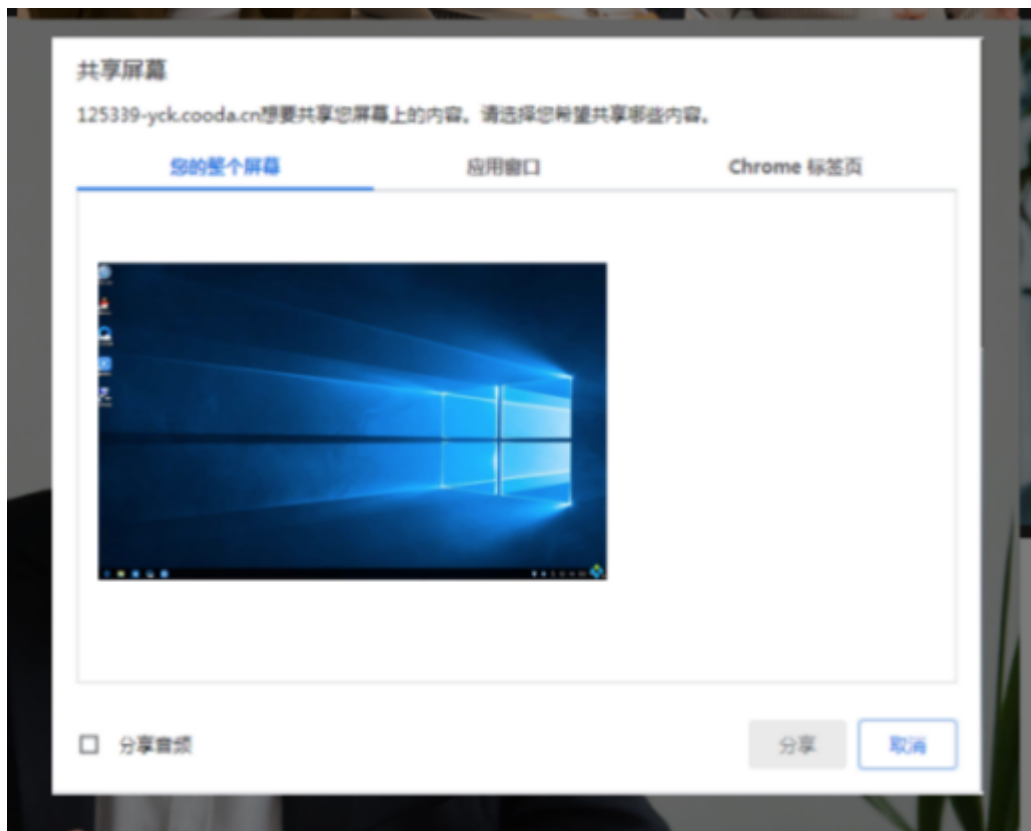 共享屏幕
125339-yck.cooda.cn想要共享您屏幕上的内容。请选择您希望共享哪些内容。
您的整个屏幕
应用窗口
Chrome 标签页
分享音频
分享
取消